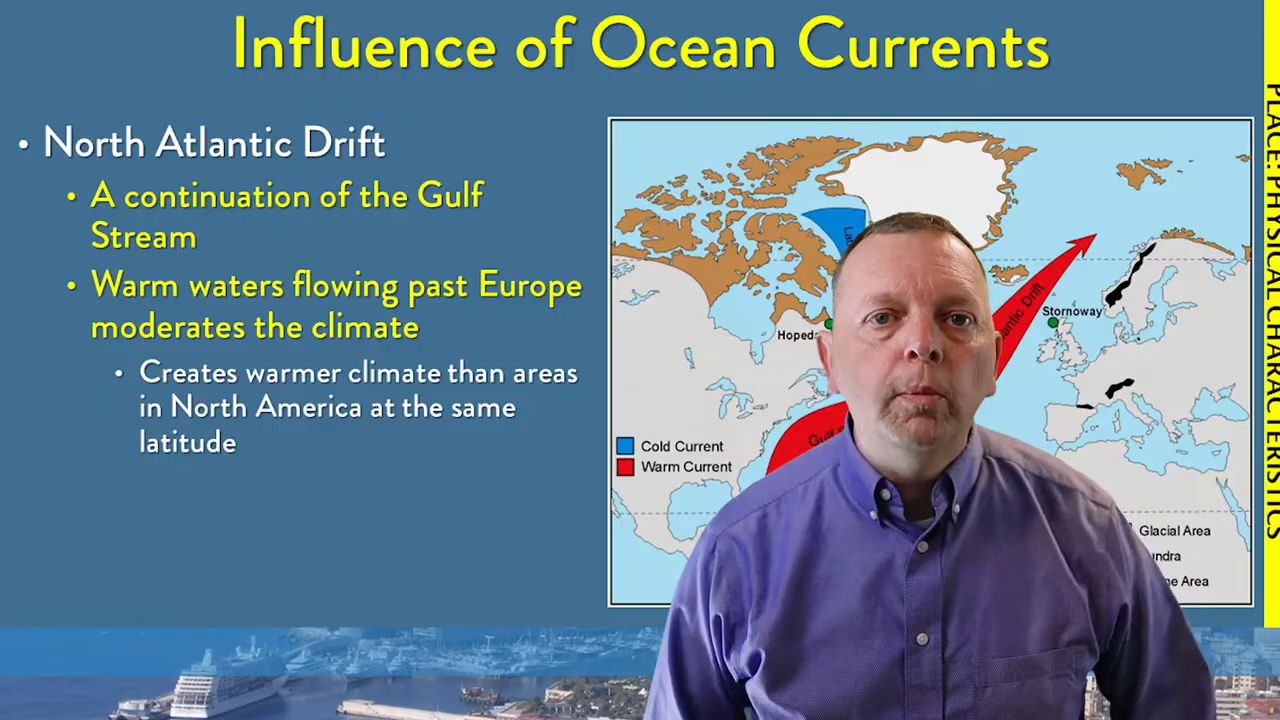 Influence of Ocean Currents
• North Atlantic Drift
• A continuation of the Gulf
Stream
• Warm waters flowing past Europe
moderates the climate
• Creates warmer climate than areas
in North America at the same
latitude
Stornoway
Cold Current
Warm Current
Glacial Area
PLACE: PHYSICAL CHARACTERISTICS